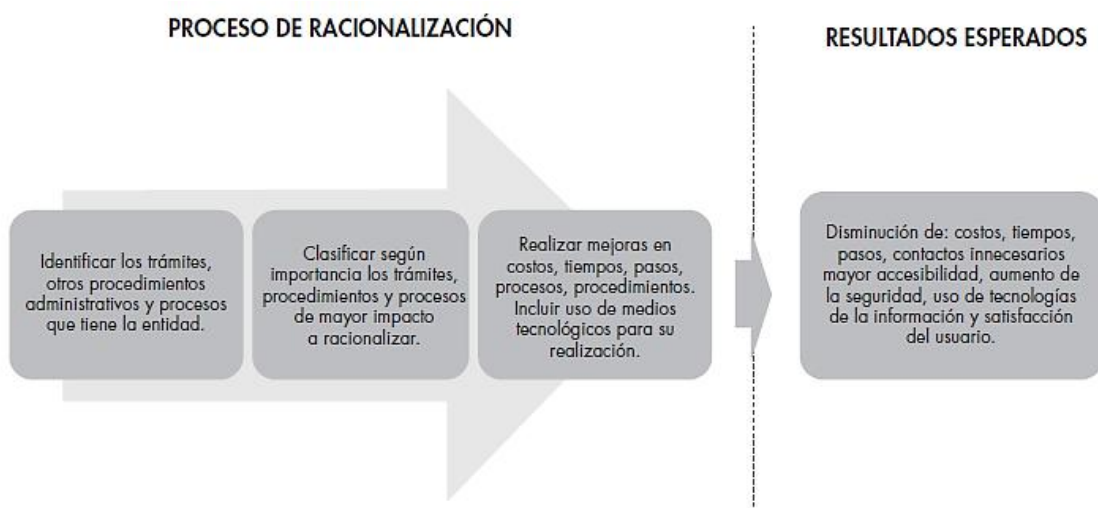 PROCESO DE RACIONALIZACIÓN
RESULTADOS ESPERADOS
Identificar los trámites,
otros procedimientos
administrativos y procesos
que tiene la entidad.
Clasificar según
importancia los trámites,
procedimientos y procesos
de mayor impacto
a racionalizar.
Realizar mejoras en
costos, tiempos, pasos,
procesos, procedimientos.
Incluir uso de medios
tecnológicos para su
realización.
Disminución de: costos, tiempos,
pasos, contactos innecesarios
mayor accesibilidad, aumento de
la seguridad, uso de tecnologías
de la información y satisfacción
del usuario.